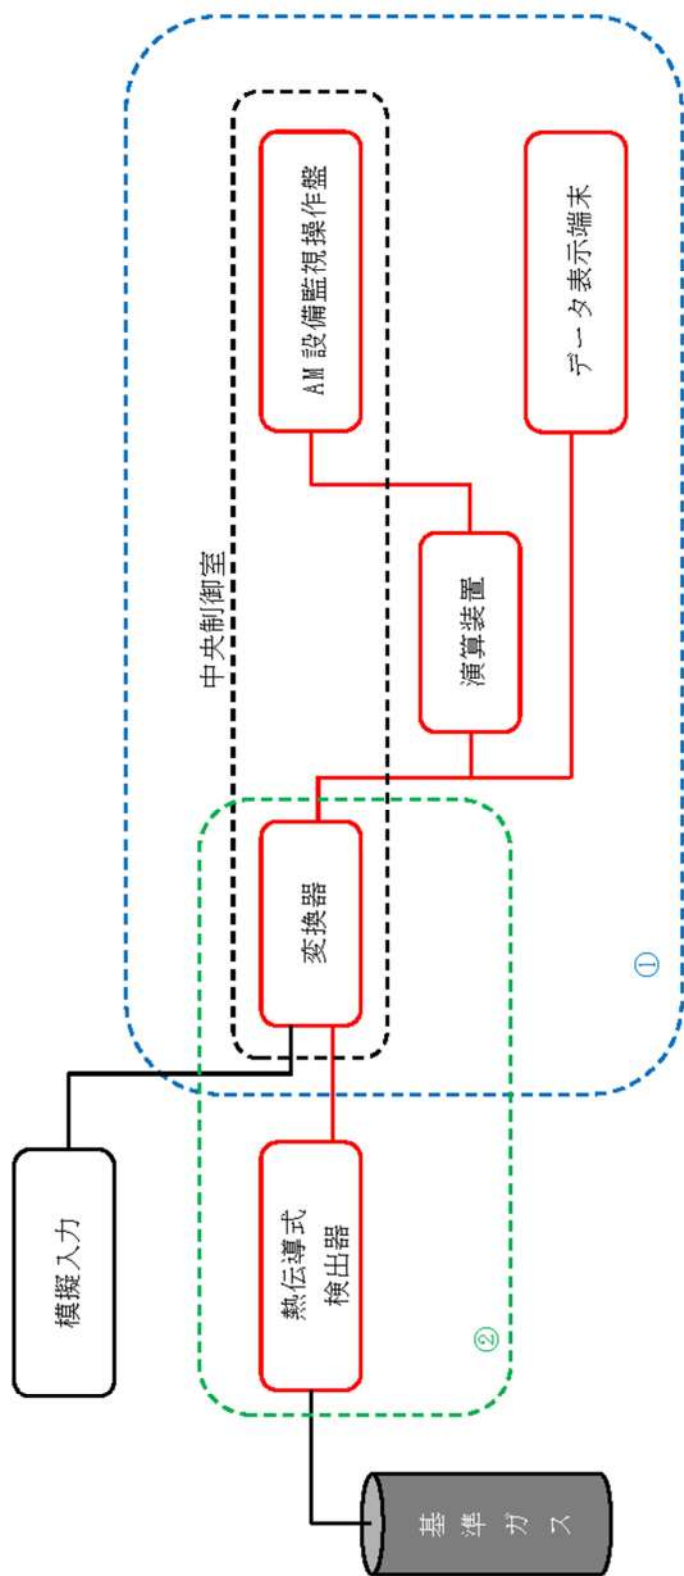 模擬入力
中央制御室
熱伝導式
検出器
変換器
AM 設備監視操作盤
演算装置
データ表示端末
基準ガス
②
①